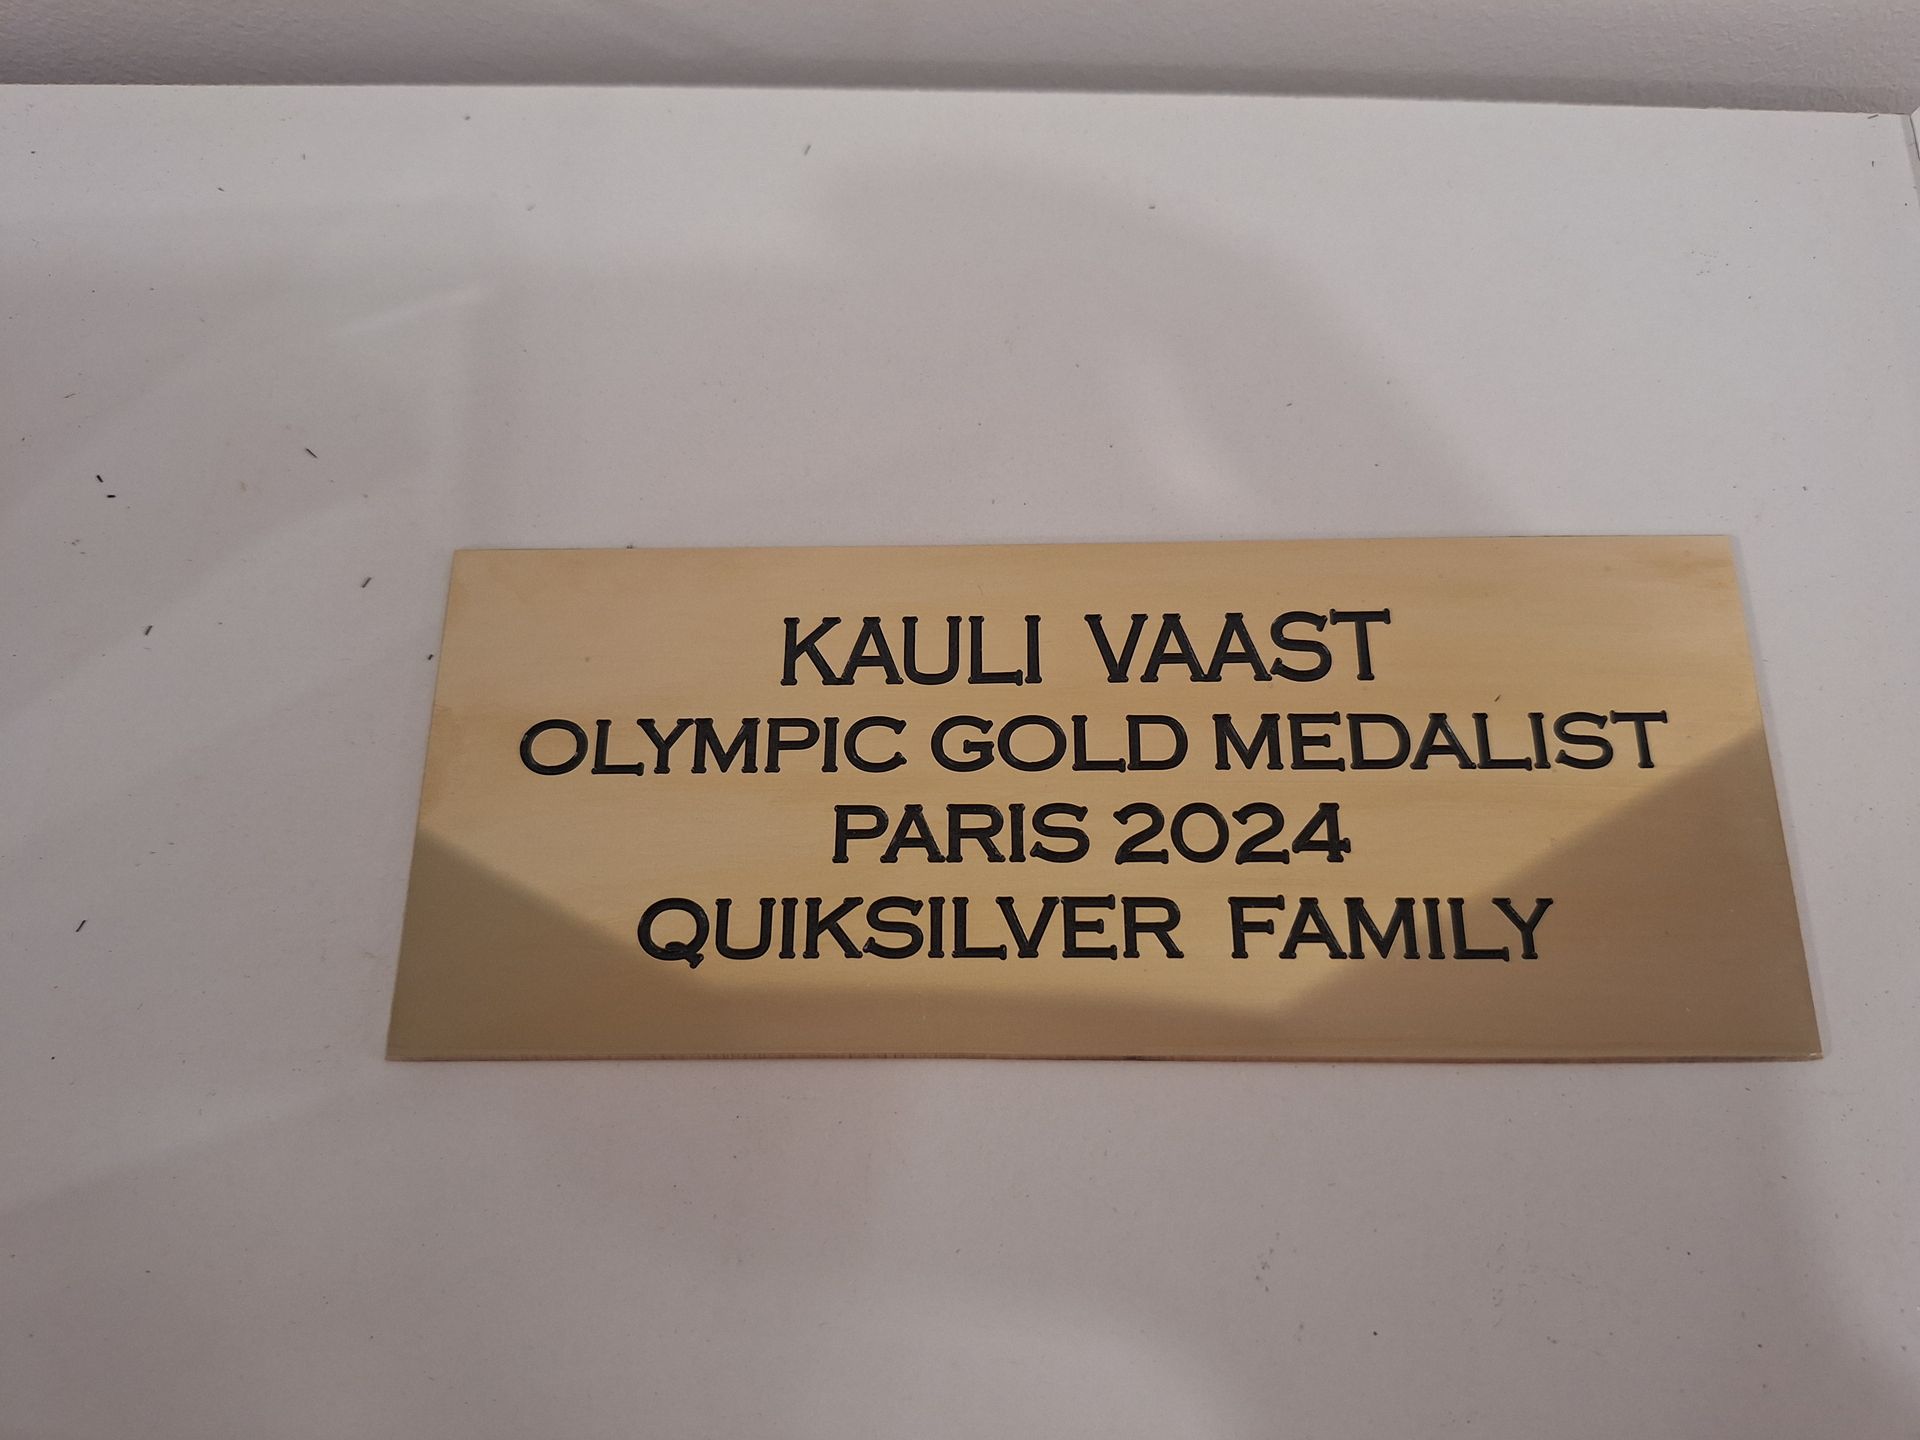 KAULI VAAST
OLYMPIC GOLD MEDALIST
PARIS 2024
QUIKSILVER FAMILY